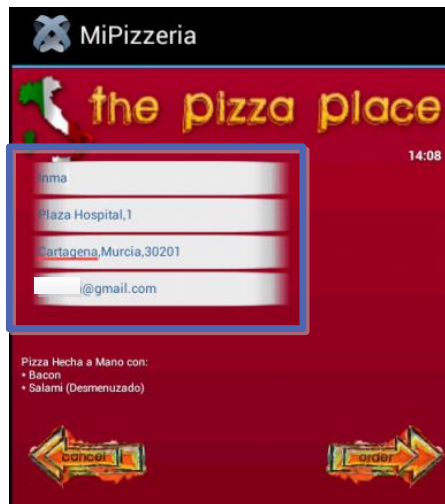 MiPizzeria
the pizza place
14:08
Inma
Plaza Hospital,1
Cartagena,Murcia,30201
@gmail.com
Pizza Hecha a Mano con:
• Bacon
• Salami (Desmenuzado)
cancel
order